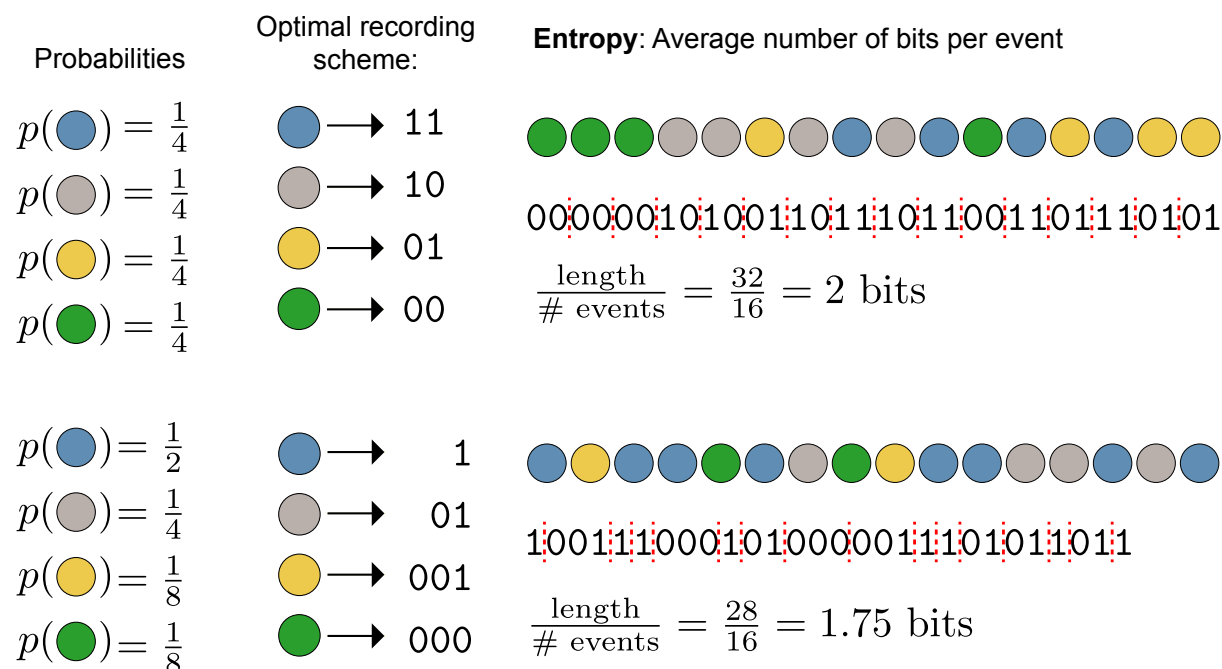 Probabilities
Optimal recording
scheme:
Entropy: Average number of bits per event
p( ) = 1/4
p( ) = 1/4
p( ) = 1/4
p( ) = 1/4
11
10
01
00
00000010100110111011001101110101
length/# events = 32/16 = 2 bits
p( ) = 1/2
p( ) = 1/4
p( ) = 1/8
p( ) = 1/8
1
01
001
000
1001110001010000011101011011
length/# events = 28/16 = 1.75 bits